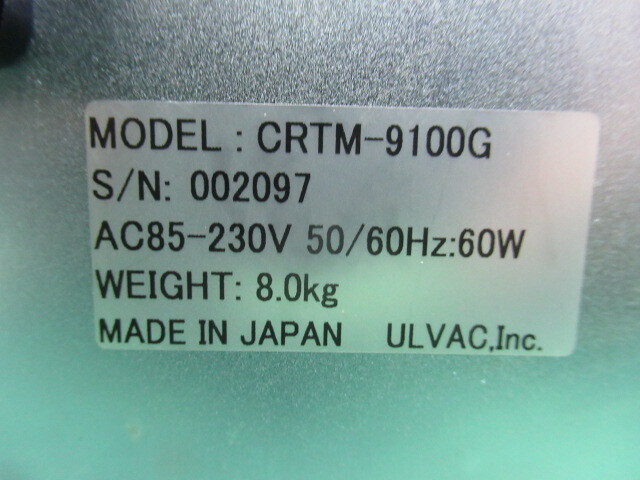 MODEL : CRTM-9100G
S/N: 002097
AC85-230V 50/60Hz:60W
WEIGHT: 8.0kg
MADE IN JAPAN ULVAC,Inc.